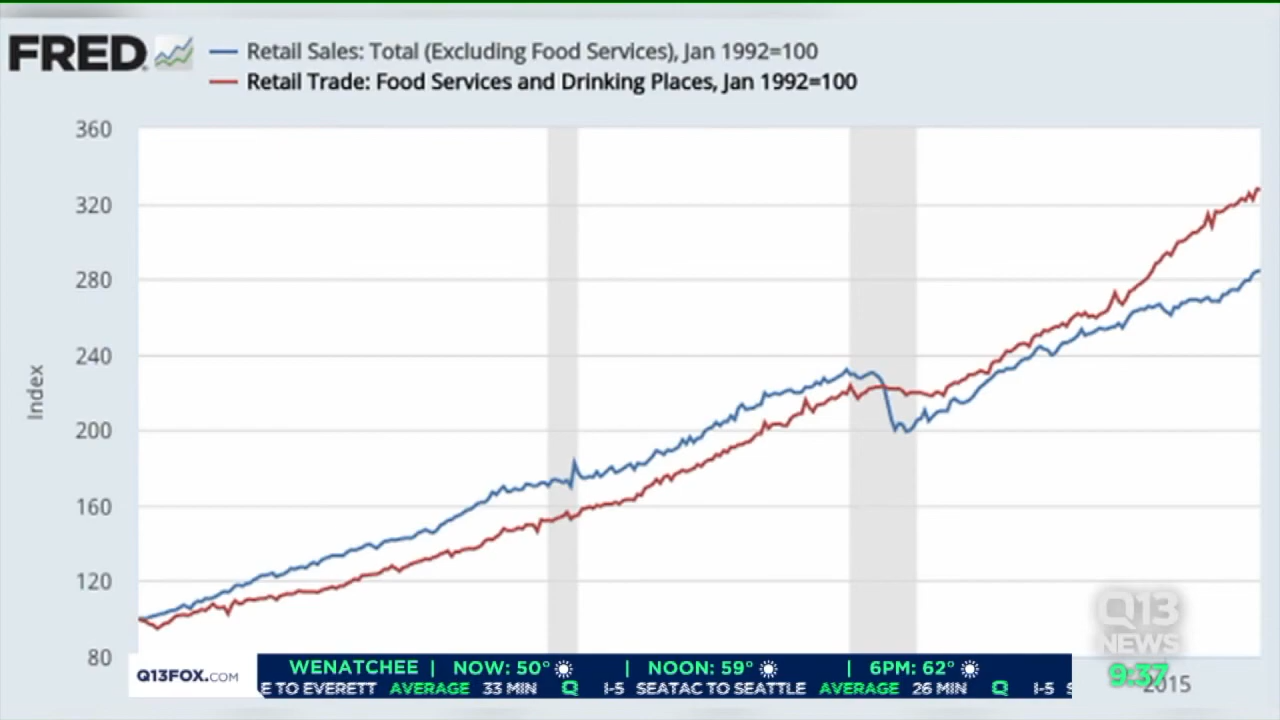 FRED
Retail Sales: Total (Excluding Food Services), Jan 1992=100
Retail Trade: Food Services and Drinking Places, Jan 1992=100
360
320
280
240
200
160
120
80
Index
Q13
NEWS
9:37
2015
Q13FOX.COM
WENATCHEE | NOW: 50° | NOON: 59° | 6PM: 62°
E TO EVERETT AVERAGE 33 MIN Q I-5 SEATAC TO SEATTLE AVERAGE 26 MIN Q I-5 S